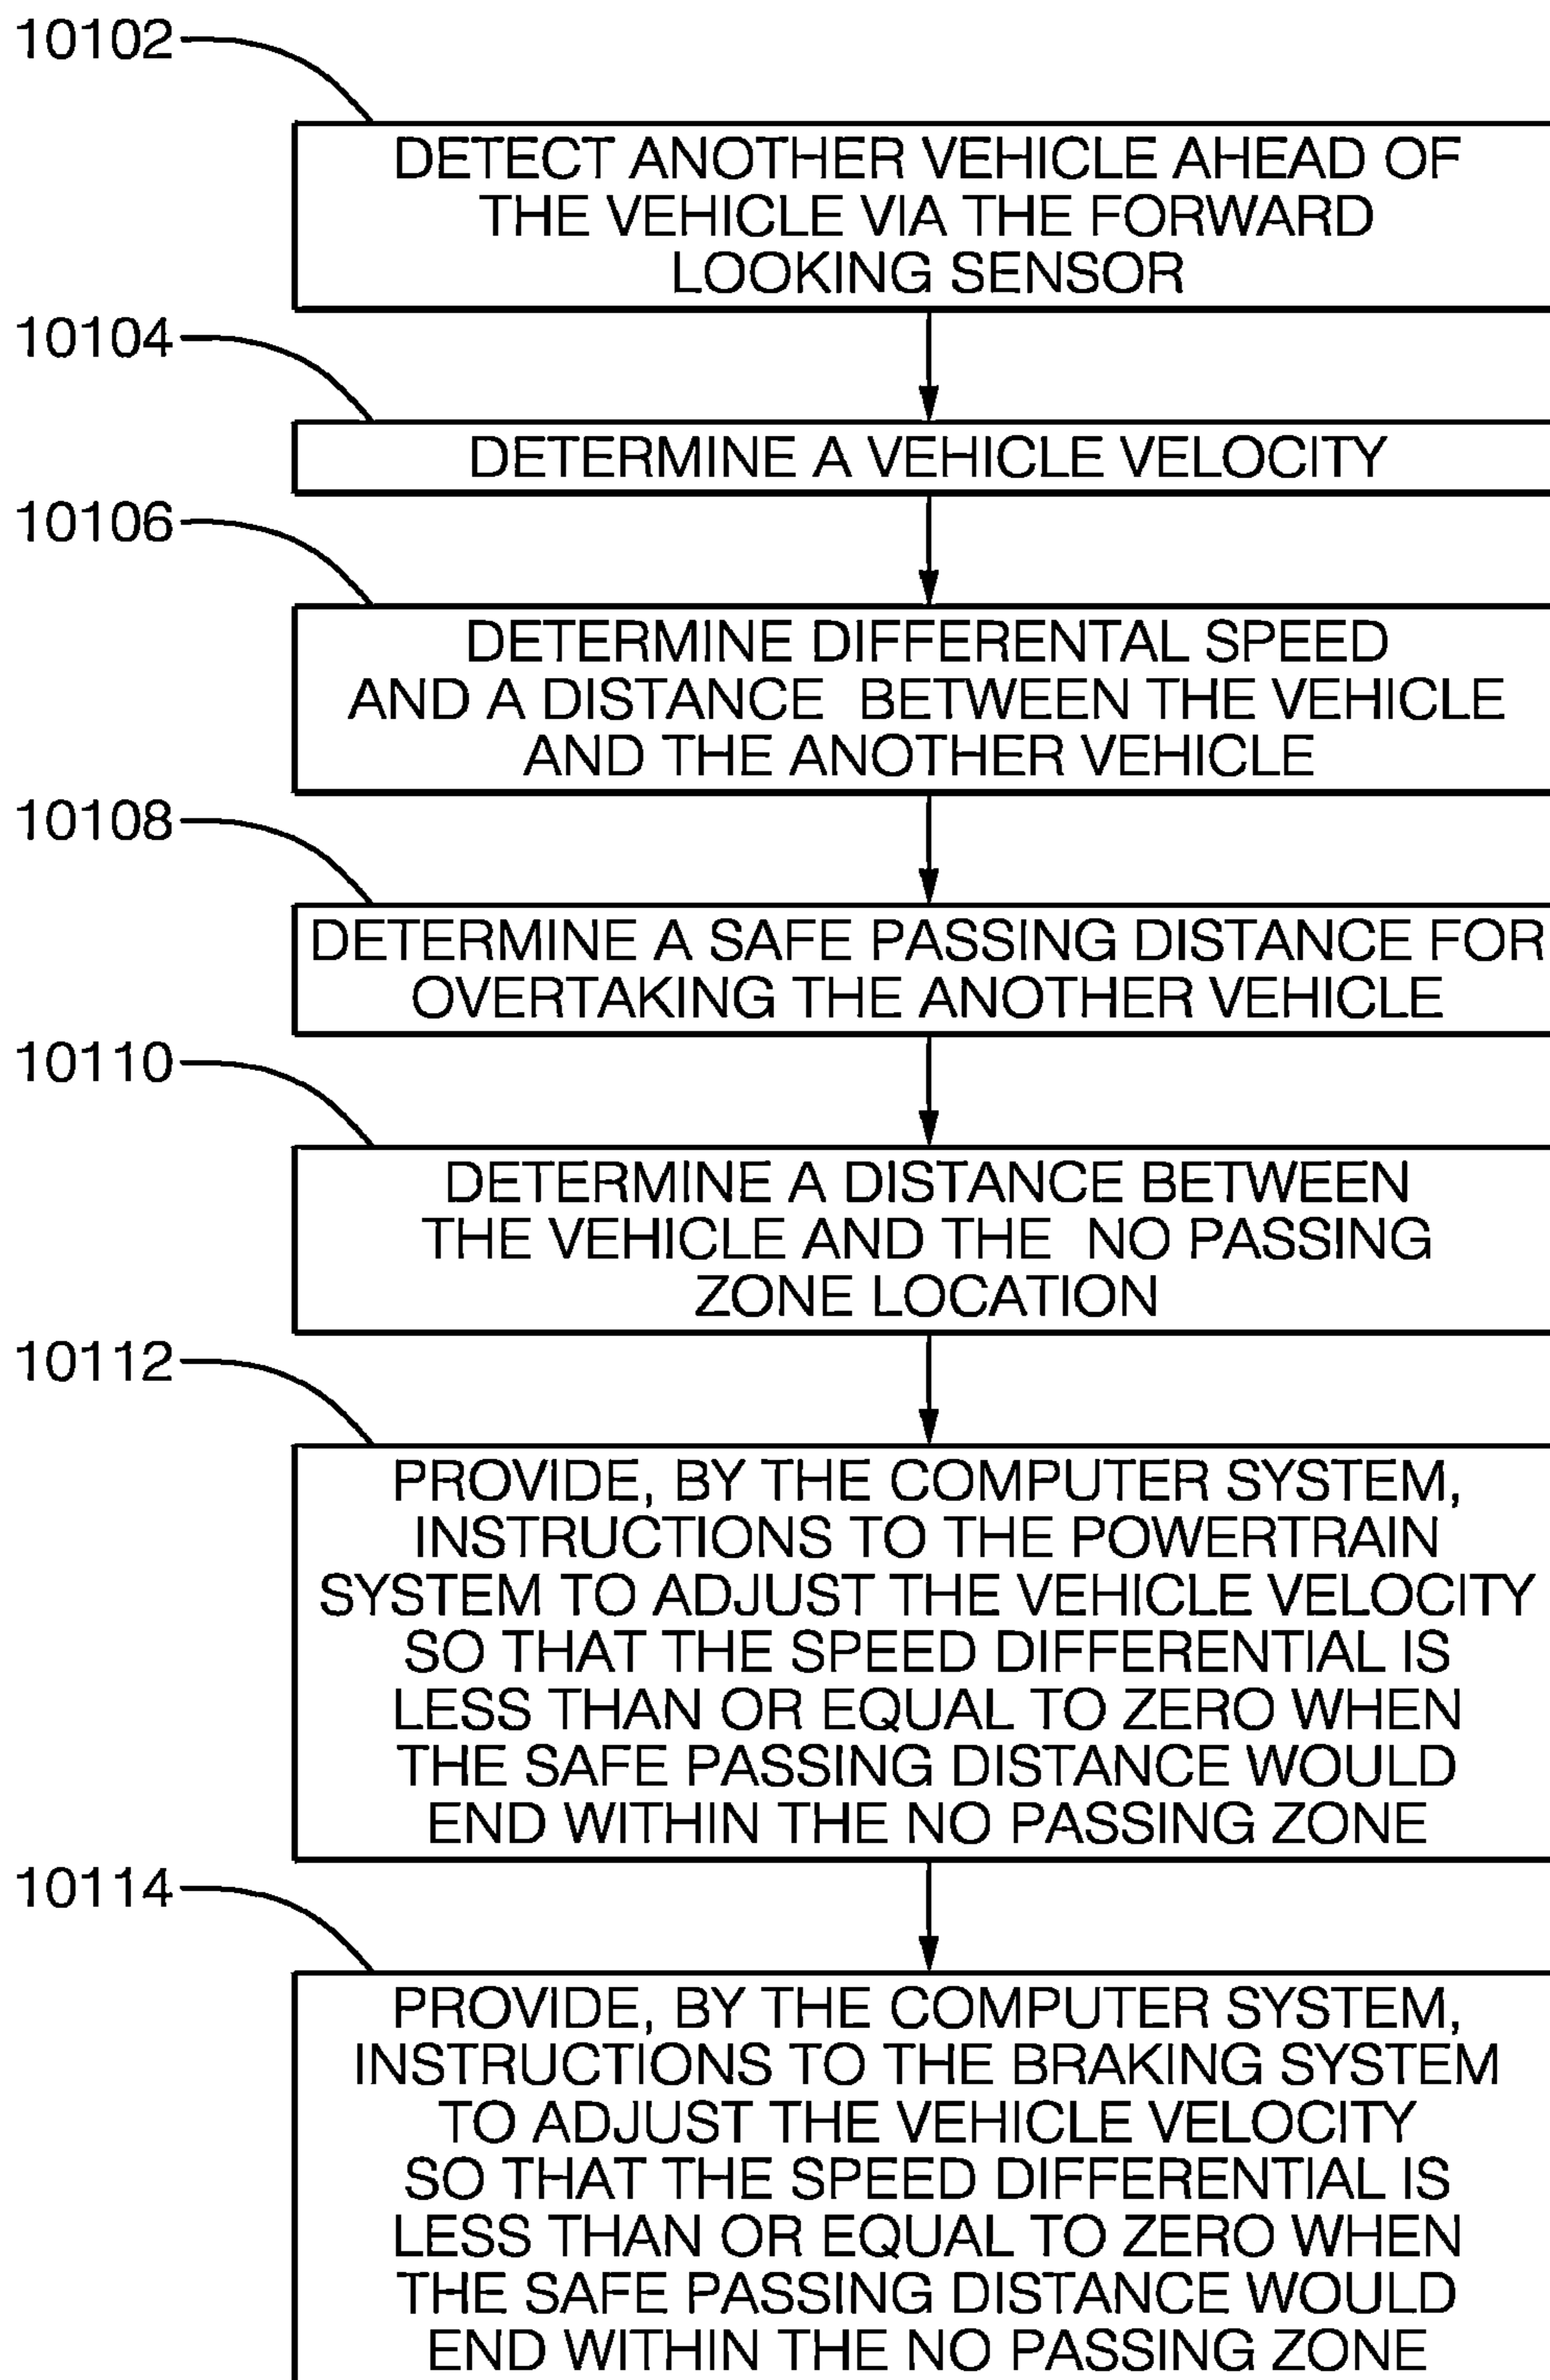 10102
DETECT ANOTHER VEHICLE AHEAD OF
THE VEHICLE VIA THE FORWARD
LOOKING SENSOR
10104
DETERMINE A VEHICLE VELOCITY
10106
DETERMINE DIFFERENTAL SPEED
AND A DISTANCE BETWEEN THE VEHICLE
AND THE ANOTHER VEHICLE
10108
DETERMINE A SAFE PASSING DISTANCE FOR
OVERTAKING THE ANOTHER VEHICLE
10110
DETERMINE A DISTANCE BETWEEN
THE VEHICLE AND THE NO PASSING
ZONE LOCATION
10112
PROVIDE, BY THE COMPUTER SYSTEM,
INSTRUCTIONS TO THE POWERTRAIN
SYSTEM TO ADJUST THE VEHICLE VELOCITY
SO THAT THE SPEED DIFFERENTIAL IS
LESS THAN OR EQUAL TO ZERO WHEN
THE SAFE PASSING DISTANCE WOULD
END WITHIN THE NO PASSING ZONE
10114
PROVIDE, BY THE COMPUTER SYSTEM,
INSTRUCTIONS TO THE BRAKING SYSTEM
TO ADJUST THE VEHICLE VELOCITY
SO THAT THE SPEED DIFFERENTIAL IS
LESS THAN OR EQUAL TO ZERO WHEN
THE SAFE PASSING DISTANCE WOULD
END WITHIN THE NO PASSING ZONE